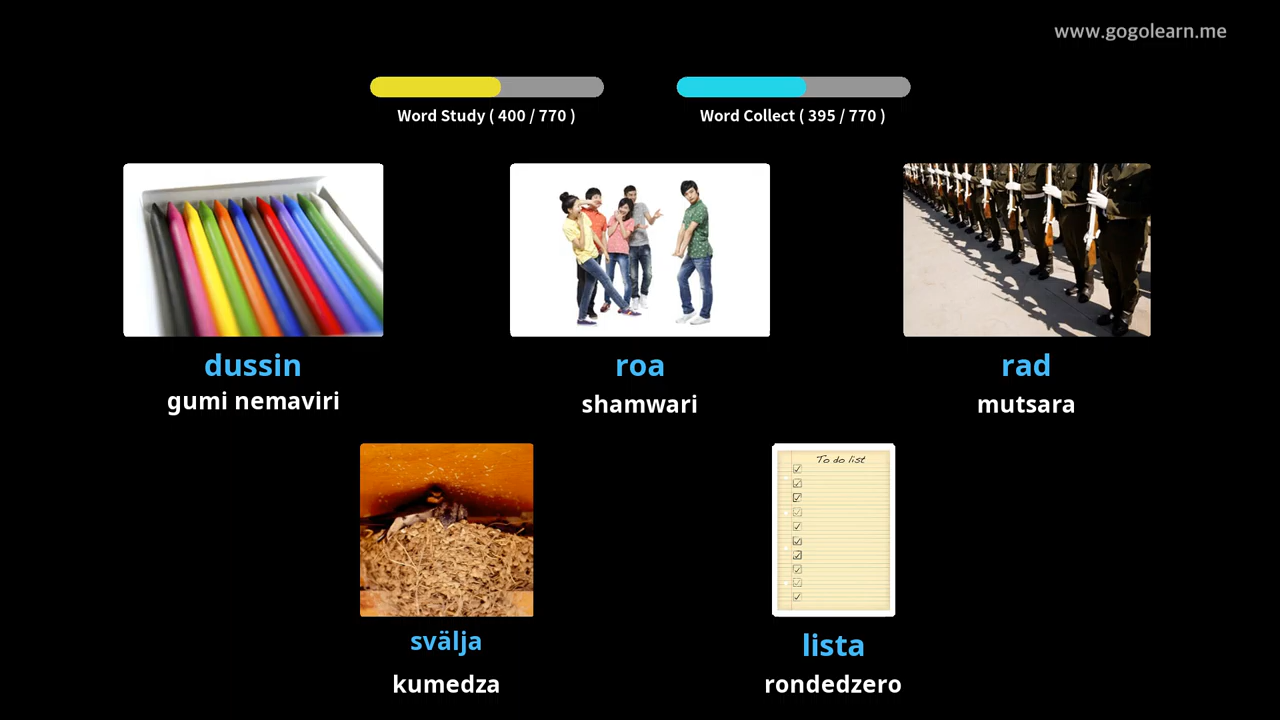 www.gogolearn.me
Word Study ( 400 / 770 )
Word Collect ( 395 / 770 )
dussin
gumi nemaviri
roa
shamwari
rad
mutsara
svälja
kumedza
To do list
lista
rondedzero